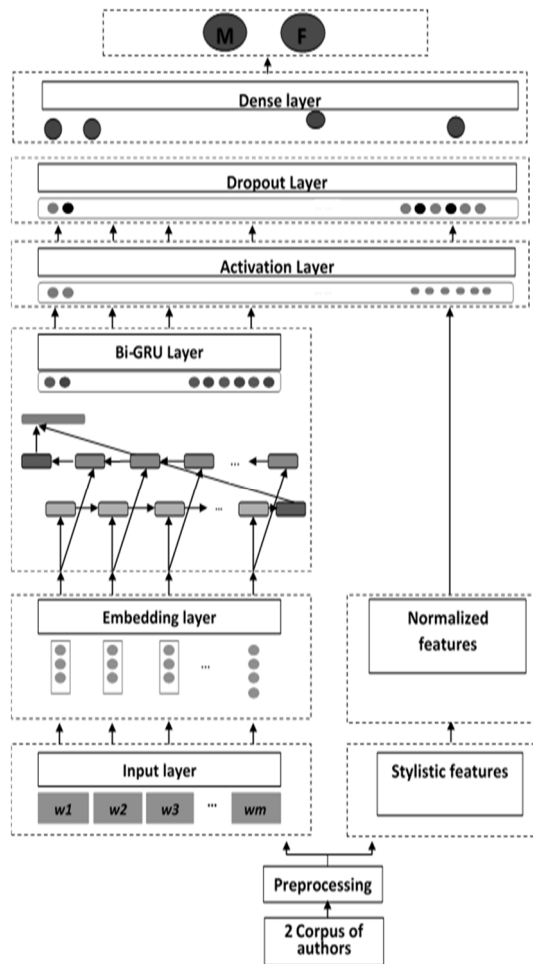 M F
Dense layer
Dropout Layer
Activation Layer
Bi-GRU Layer
...
...
Embedding layer
...
Normalized
features
Input layer
w1 w2 w3 ... wm
Stylistic features
Preprocessing
2 Corpus of
authors